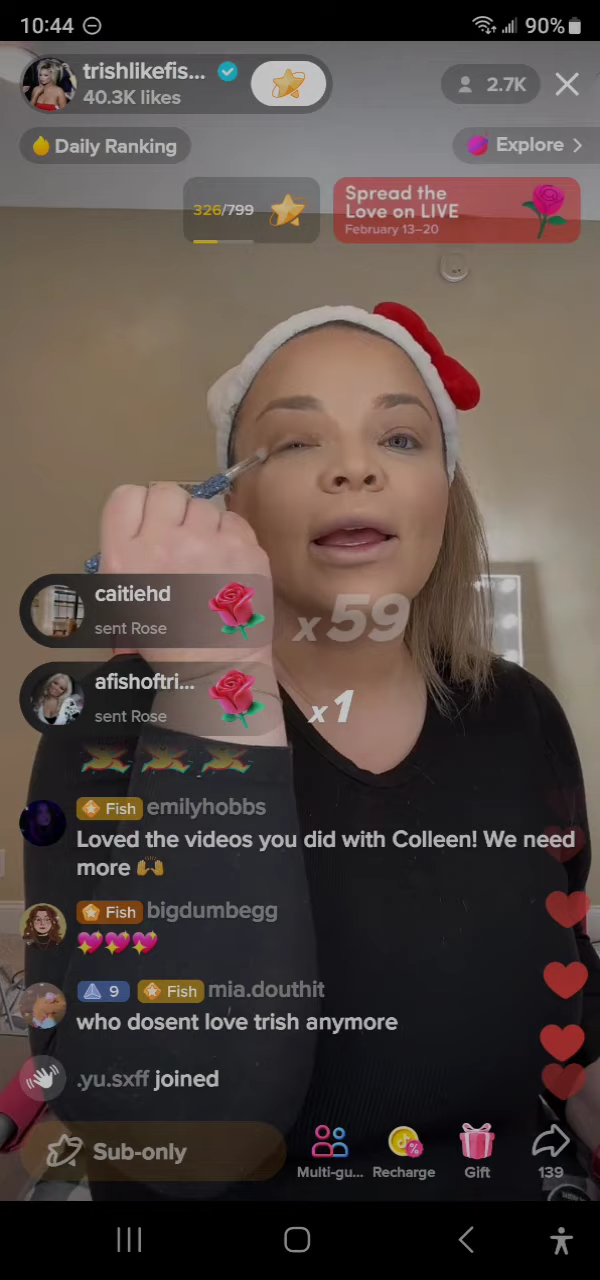 10:44
90%
trishlikefis...
40.3K likes
2.7K
Daily Ranking
Explore >
326/799
Spread the
Love on LIVE
February 13–20
caitiehd
sent Rose
x59
afishoftri...
sent Rose
x1
Fish emilyhobbs
Loved the videos you did with Colleen! We need
more 🙌
Fish bigdumbegg
💖💖💖
9 Fish mia.douthit
who dosent love trish anymore
.yu.sxff joined
Sub-only
Multi-gu...
Recharge
Gift
139